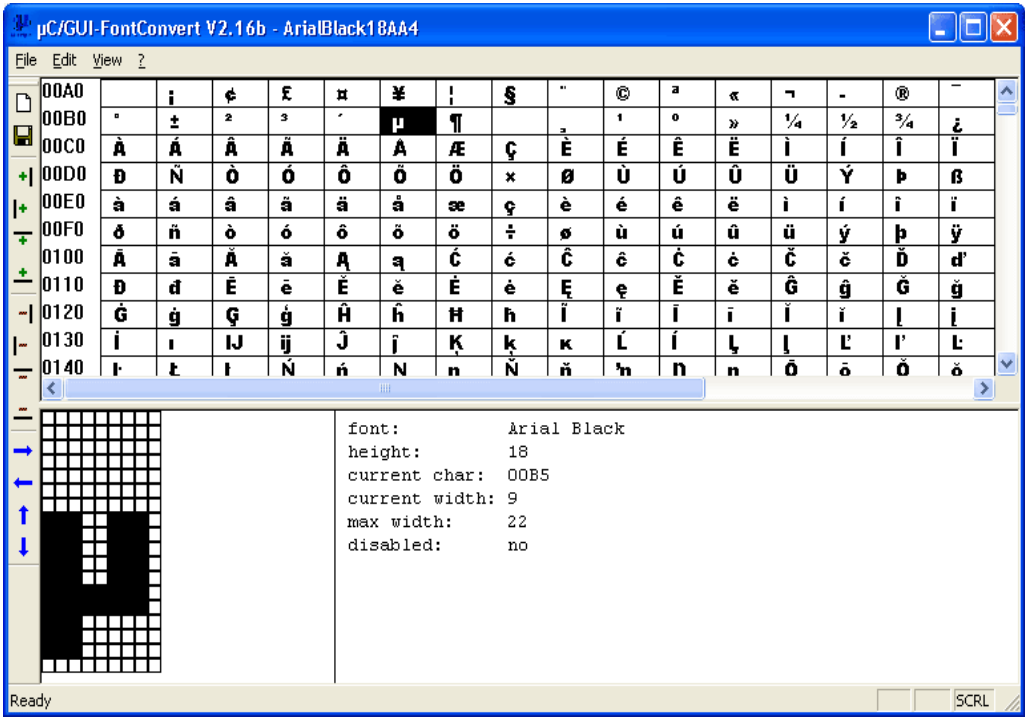 µC/GUI-FontConvert V2.16b - ArialBlack18AA4
File Edit View ?
00A0 ¡ ¢ £ ¤ ¥ ¦ § ¨ © ª « ¬ - ® ¯
00B0 ° ± ² ³ ´ µ ¶ ¸ ¹ º » ¼ ½ ¾ ¿
00C0 À Á Â Ã Ä Å Æ Ç È É Ê Ë Ì Í Î Ï
00D0 Ð Ñ Ò Ó Ô Õ Ö × Ø Ù Ú Û Ü Ý Þ ß
00E0 à á â ã ä å æ ç è é ê ë ì í î ï
00F0 ð ñ ò ó ô õ ö ÷ ø ù ú û ü ý þ ÿ
0100 Ā ā Ă ă Ą ą Ć ć Ĉ ĉ Ċ ċ Č č Ď ď
0110 Đ đ Ē ē Ĕ ĕ Ė ė Ę ę Ě ě Ĝ ĝ Ğ ğ
0120 Ġ ġ Ģ ģ Ĥ ĥ Ħ ħ Ĩ ĩ Ī ī Ĭ ĭ Į į
0130 İ ı IJ ij Ĵ ĵ Ķ ķ ĸ Ĺ ĺ Ļ ļ Ľ ľ Ŀ
0140 ŀ Ł ł Ń ń Ņ ņ Ň ň ŉ Ŋ ŋ Ō ō Ŏ ŏ
font: Arial Black
height: 18
current char: 00B5
current width: 9
max width: 22
disabled: no
Ready SCRL